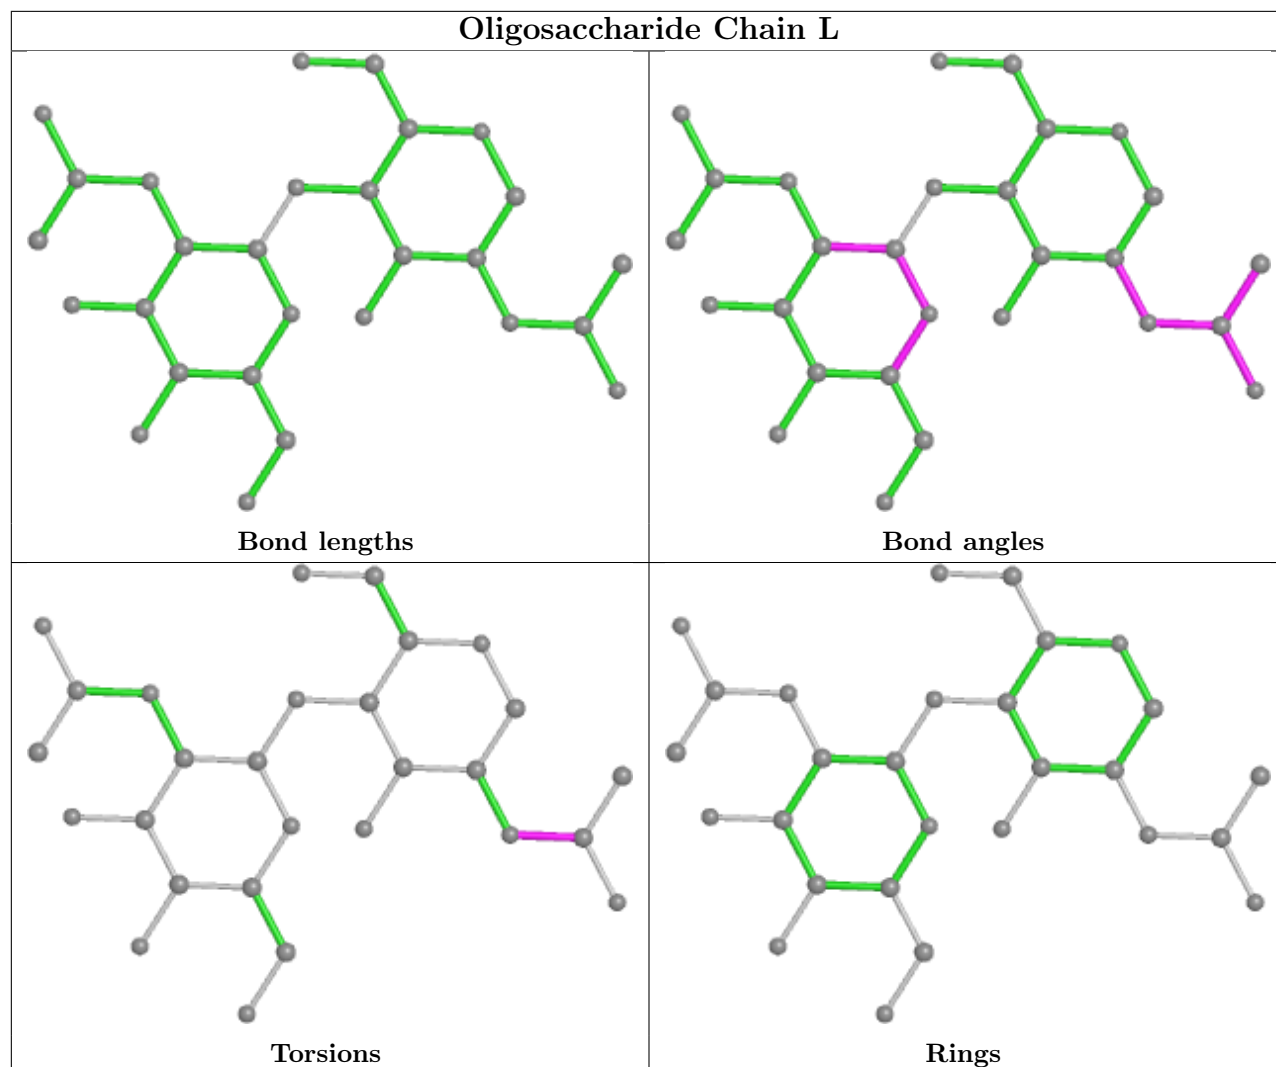 Oligosaccharide Chain L
Bond lengths
Bond angles
Torsions
Rings